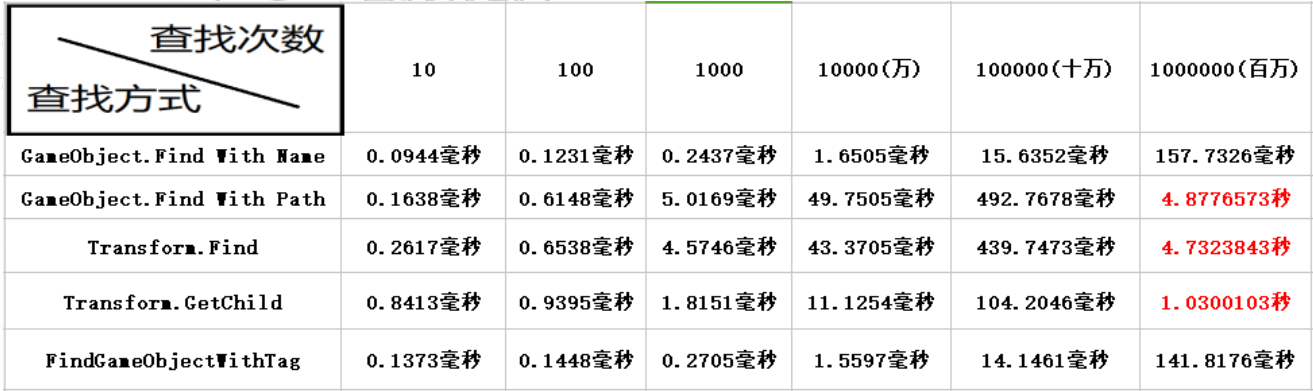 查找次数
查找方式
10 100 1000 10000(万) 100000(十万) 1000000(百万)
GameObject.Find With Name 0.0944毫秒 0.1231毫秒 0.2437毫秒 1.6505毫秒 15.6352毫秒 157.7326毫秒
GameObject.Find With Path 0.1638毫秒 0.6148毫秒 5.0169毫秒 49.7505毫秒 492.7678毫秒 4.8776573秒
Transform.Find 0.2617毫秒 0.6538毫秒 4.5746毫秒 43.3705毫秒 439.7473毫秒 4.7323843秒
Transform.GetChild 0.8413毫秒 0.9395毫秒 1.8151毫秒 11.1254毫秒 104.2046毫秒 1.0300103秒
FindGameObjectWithTag 0.1373毫秒 0.1448毫秒 0.2705毫秒 1.5597毫秒 14.1461毫秒 141.8176毫秒